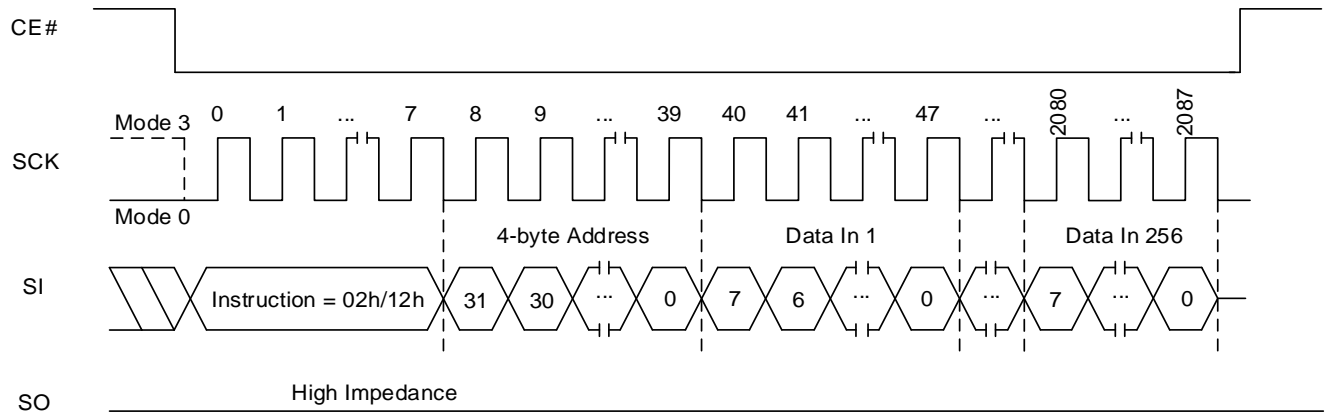 CE#
0 1 ... 7 8 9 ... 39 40 41 ... 47 ... 2080 ... 2087
Mode 3
SCK
Mode 0
4-byte Address Data In 1 Data In 256
SI
Instruction = 02h/12h 31 30 ... 0 7 6 ... 0 ... 7 ... 0
High Impedance
SO